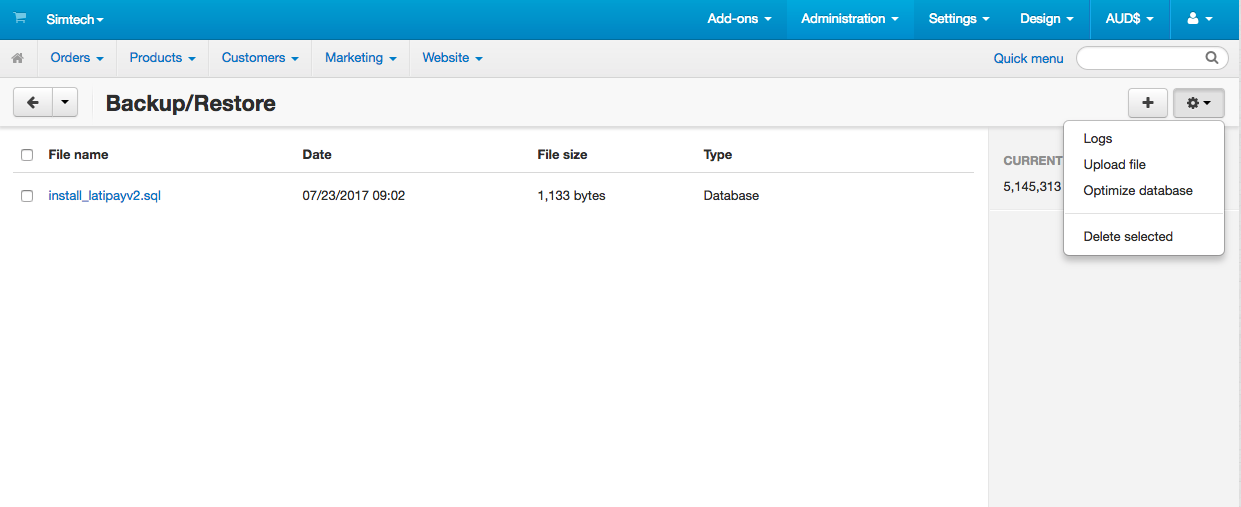 Simtech
Add-ons
Administration
Settings
Design
AUD$
Orders
Products
Customers
Marketing
Website
Quick menu
Backup/Restore
File name Date File size Type
install_latipayv2.sql 07/23/2017 09:02 1,133 bytes Database
CURRENT
5,145,313
Logs
Upload file
Optimize database
Delete selected